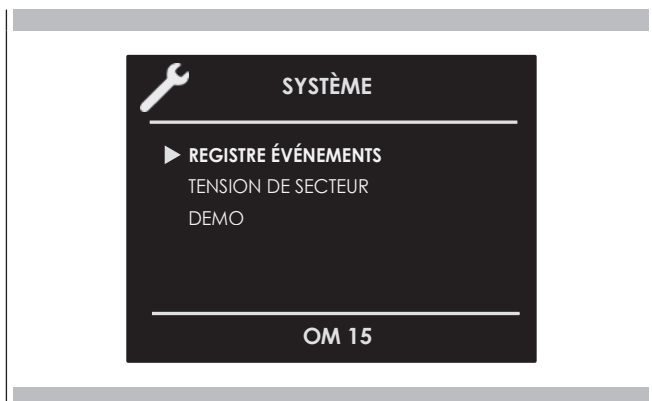 SYSTÈME
REGISTRE ÉVÉNEMENTS
TENSION DE SECTEUR
DEMO
OM 15